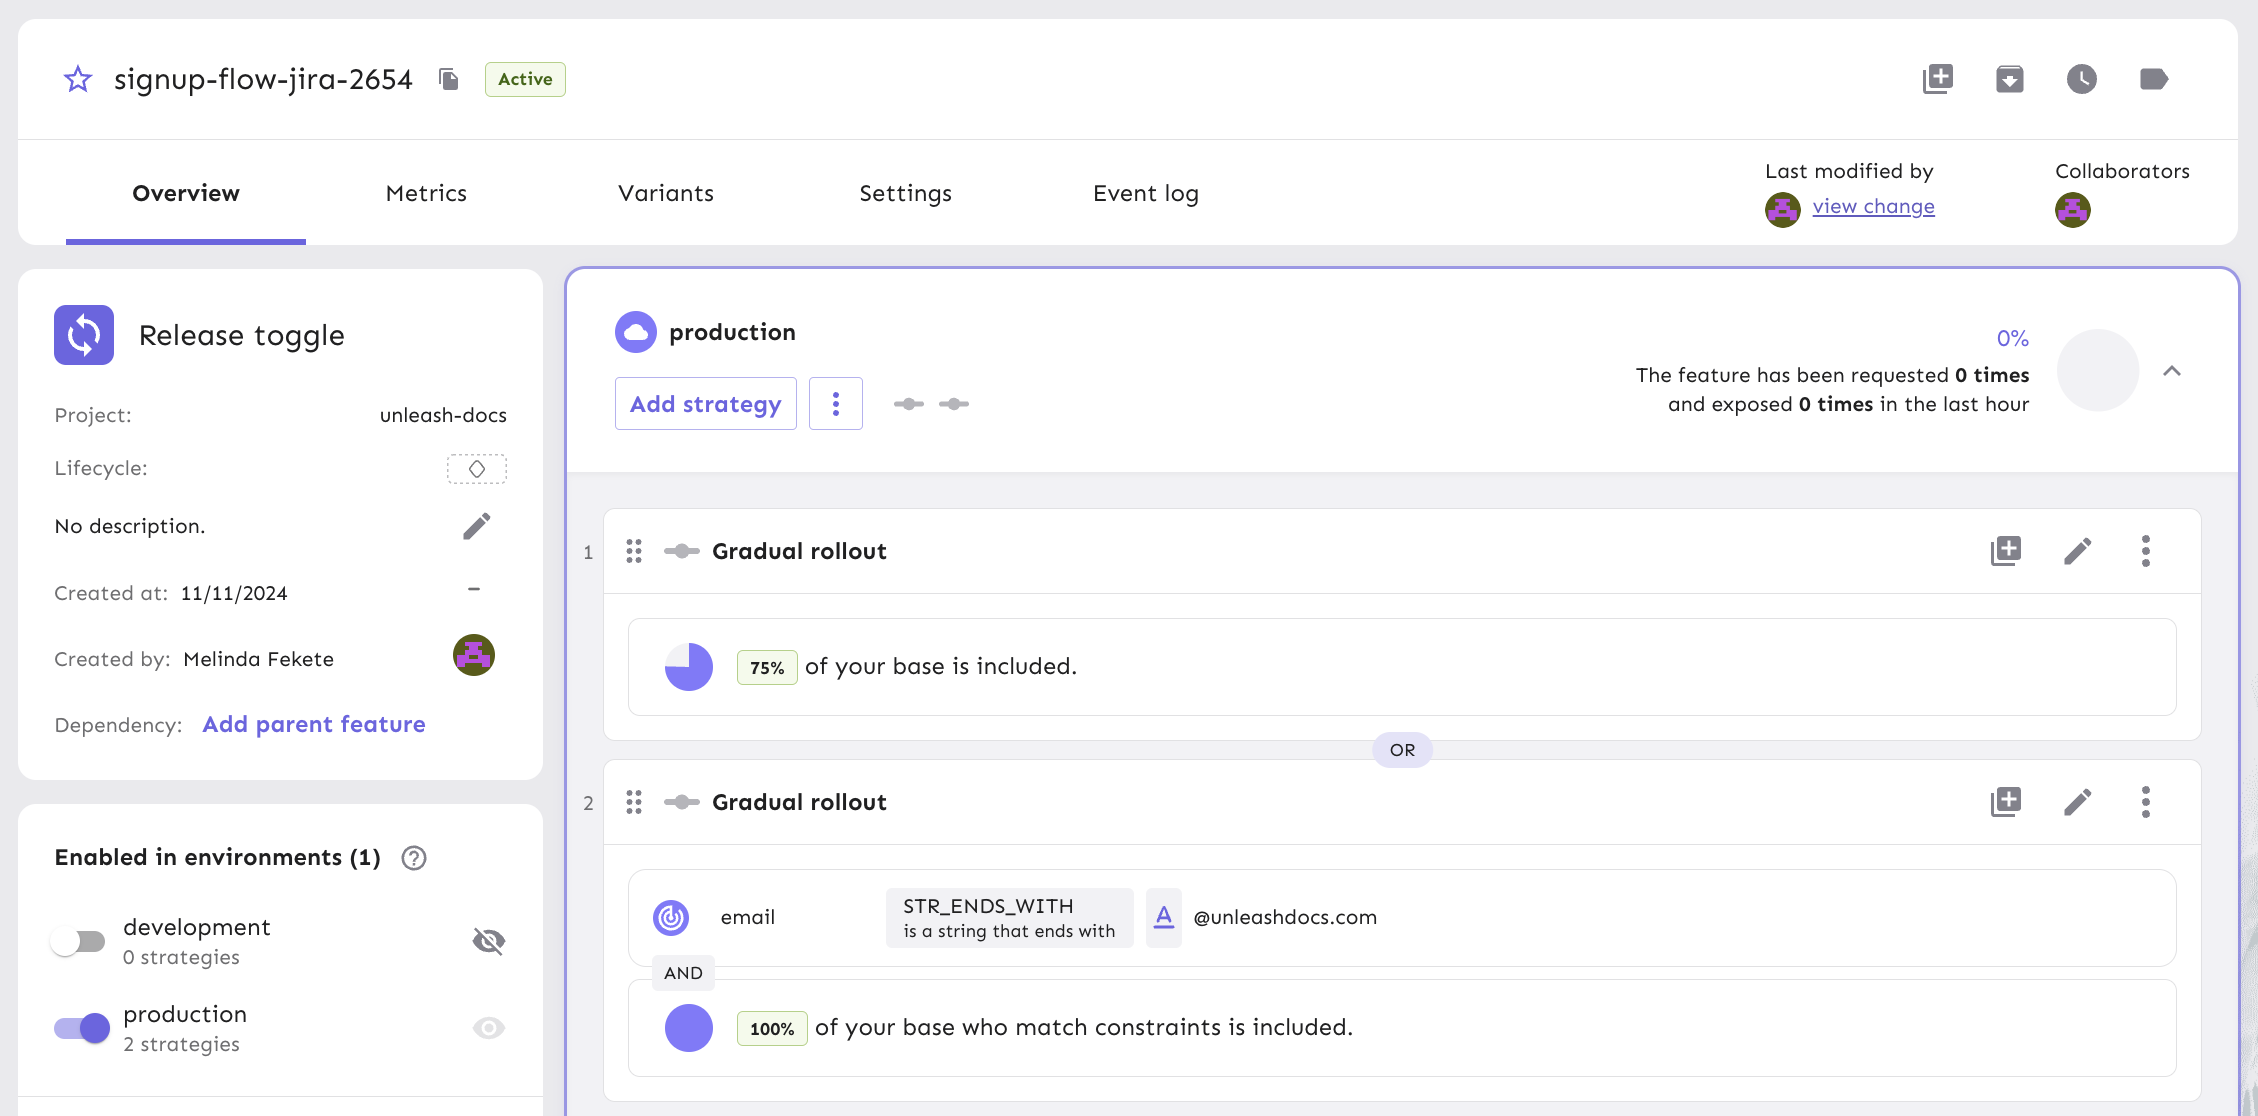 signup-flow-jira-2654
Active
Overview
Metrics
Variants
Settings
Event log
Last modified by
view change
Collaborators
Release toggle
Project: unleash-docs
Lifecycle:
No description.
Created at: 11/11/2024 -
Created by: Melinda Fekete
Dependency: Add parent feature
Enabled in environments (1)
development
0 strategies
production
2 strategies
production
Add strategy
0%
The feature has been requested 0 times
and exposed 0 times in the last hour
1 Gradual rollout
75% of your base is included.
OR
2 Gradual rollout
email STR_ENDS_WITH
is a string that ends with
A @unleashdocs.com
AND
100% of your base who match constraints is included.